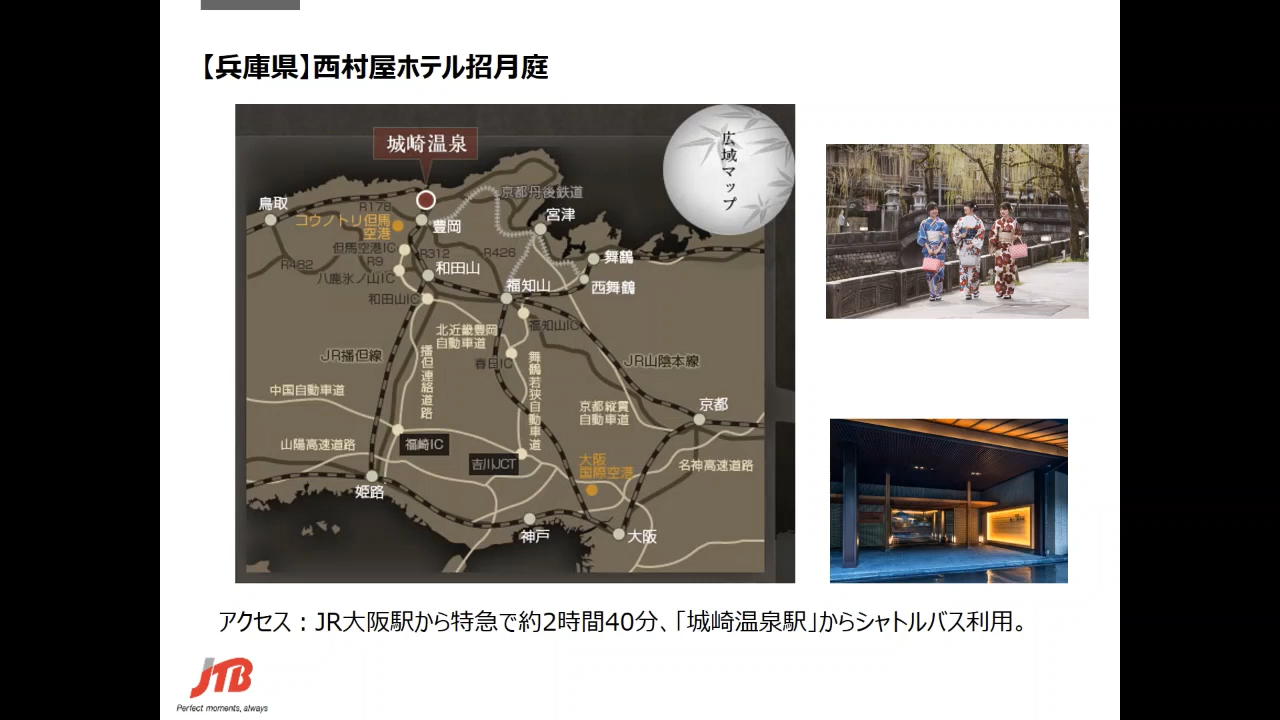 【兵庫県】西村屋ホテル招月庭
城崎温泉
広域マップ
京都丹後鉄道
鳥取
R178
コウノトリ但馬
空港
豊岡
宮津
但馬空港IC
R312
R426
R482
R9
八鹿氷ノ山IC
和田山
舞鶴
西舞鶴
和田山IC
福知山
福知山IC
北近畿豊岡
自動車道
JR播但線
播但連絡道路
春日IC
舞鶴若狭自動車道
JR山陰本線
中国自動車道
京都縦貫
自動車道
京都
山陽高速道路
福崎IC
吉川JCT
大阪
国際空港
名神高速道路
姫路
神戸
大阪
アクセス：JR大阪駅から特急で約2時間40分、「城崎温泉駅」からシャトルバス利用。
JTB
Perfect moments, always